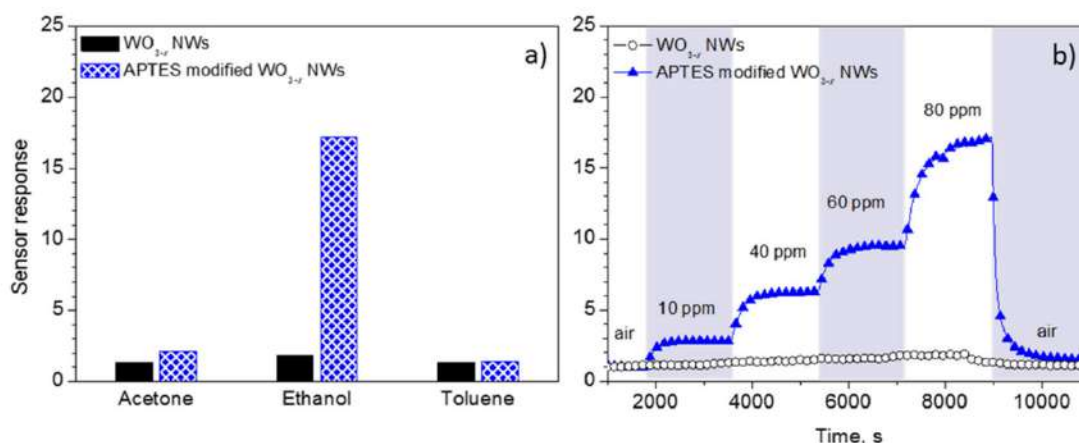 25
20
15
10
5
0
Sensor response
WO₃₋ₓ NWs
APTES modified WO₃₋ₓ NWs
a)
Acetone Ethanol Toluene
25
20
15
10
5
0
WO₃₋ₓ NWs
APTES modified WO₃₋ₓ NWs
b)
80 ppm
60 ppm
40 ppm
10 ppm
air
air
2000 4000 6000 8000 10000
Time, s